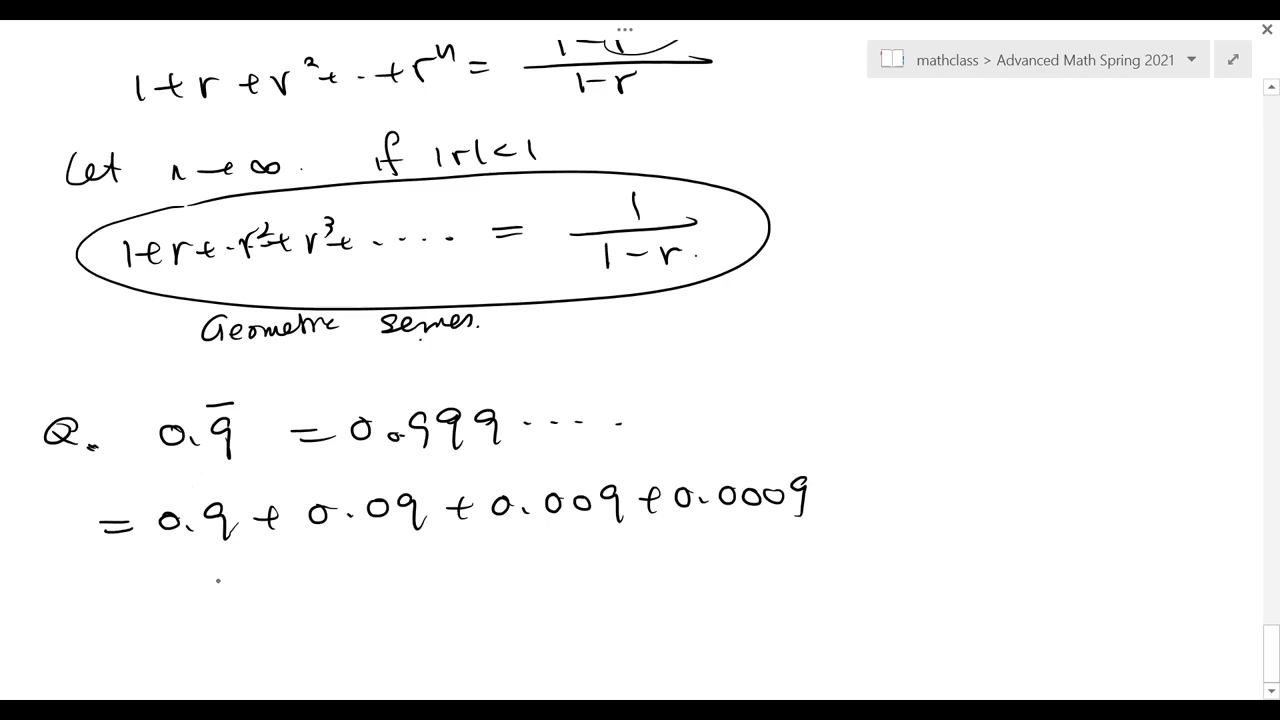 mathclass > Advanced Math Spring 2021
1+r+r²+··+rⁿ = 1-r / 1-r
Let n→∞. if |r|<1
1+r+·r²+r³+ ····· = 1 / 1-r.
Geometric series.
Q. 0.9̅ = 0.999 ·····
= 0.9 + 0.09 + 0.009 + 0.0009